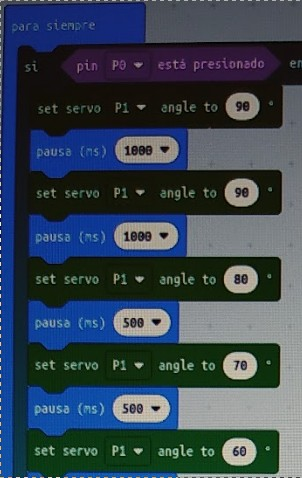 para siempre
si pin P0 está presionado en
set servo P1 angle to 90 °
pausa (ms) 1000
set servo P1 angle to 90 °
pausa (ms) 1000
set servo P1 angle to 80 °
pausa (ms) 500
set servo P1 angle to 70 °
pausa (ms) 500
set servo P1 angle to 60 °